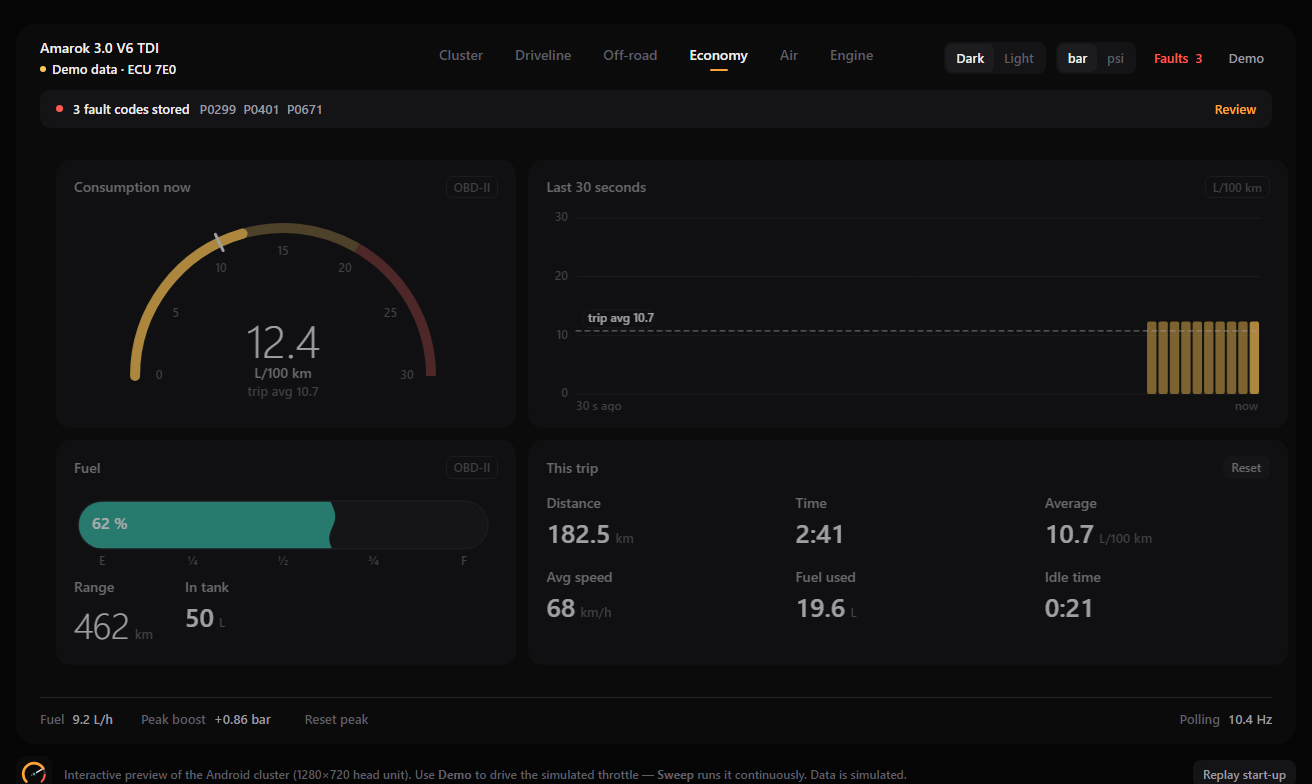 Amarok 3.0 V6 TDI
Demo data · ECU 7E0
Cluster Driveline Off-road Economy Air Engine
Dark Light bar psi Faults 3 Demo
3 fault codes stored P0299 P0401 P0671 Review
Consumption now OBD-II
0 5 10 15 20 25 30
12.4
L/100 km
trip avg 10.7
Last 30 seconds L/100 km
30
20
trip avg 10.7
10
0
30 s ago now
Fuel OBD-II
62 %
E ¼ ½ ¾ F
Range In tank
462 km 50 L
This trip Reset
Distance Time Average
182.5 km 2:41 10.7 L/100 km
Avg speed Fuel used Idle time
68 km/h 19.6 L 0:21
Fuel 9.2 L/h Peak boost +0.86 bar Reset peak Polling 10.4 Hz
Interactive preview of the Android cluster (1280×720 head unit). Use Demo to drive the simulated throttle — Sweep runs it continuously. Data is simulated. Replay start-up